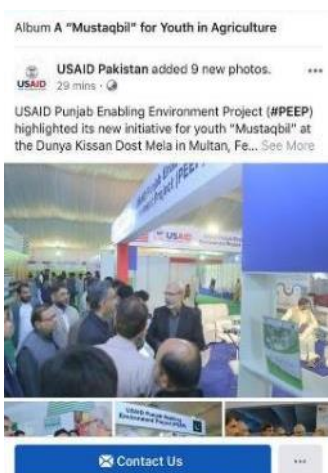 Album A "Mustaqbil" for Youth in Agriculture
USAID
USAID Pakistan added 9 new photos.
29 mins ·
USAID Punjab Enabling Environment Project (#PEEP)
highlighted its new initiative for youth "Mustaqbil" at
the Dunya Kissan Dost Mela in Multan, Fe... See More
USAID
USAID Punjab Enabling
Environment Project (PEEP)
Contact Us